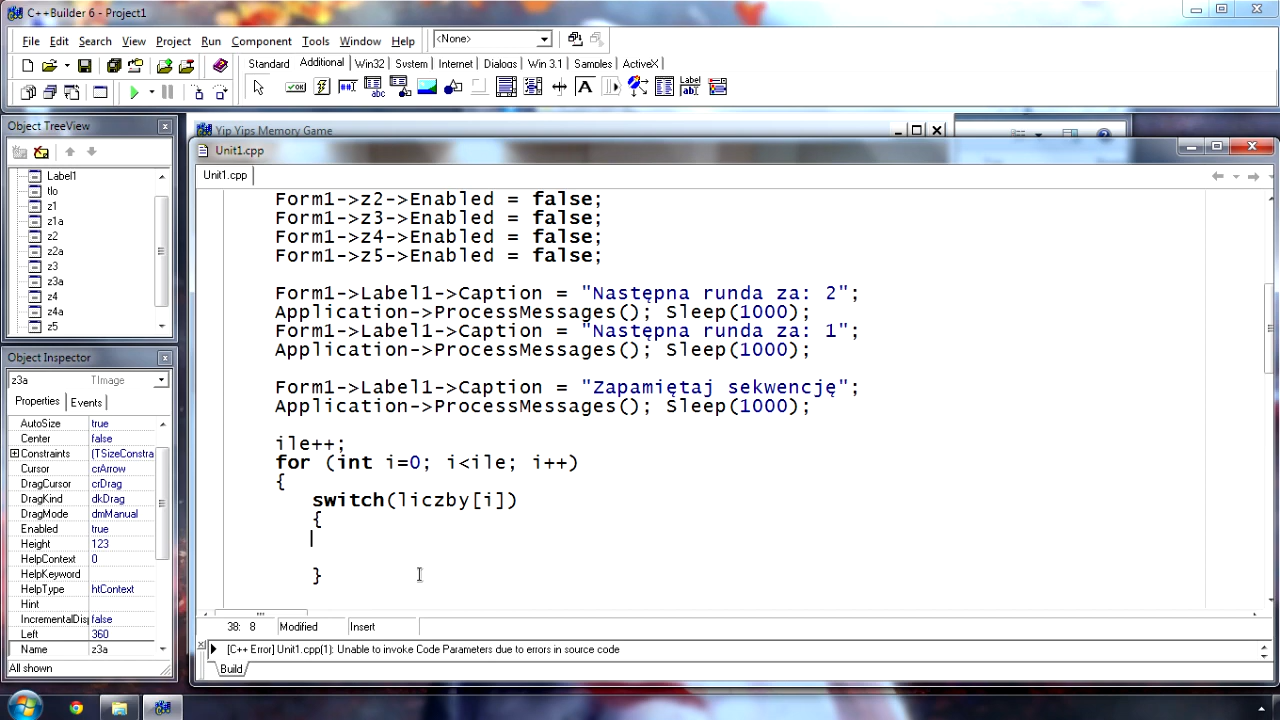 C++Builder 6 - Project1
File Edit Search View Project Run Component Tools Window Help <None>
Standard Additional Win32 System Internet Dialogs Win 3.1 Samples ActiveX
Object TreeView
Label1
tlo
z1
z1a
z2
z2a
z3
z3a
z4
z4a
z5
Object Inspector
z3a TImage
Properties Events
AutoSize true
Center false
Constraints (TSizeConstra
Cursor crArrow
DragCursor crDrag
DragKind dkDrag
DragMode dmManual
Enabled true
Height 123
HelpContext 0
HelpKeyword
HelpType htContext
Hint
IncrementalDis false
Left 360
Name z3a
All shown
Yip Yips Memory Game
Unit1.cpp
Unit1.cpp
Form1->z2->Enabled = false;
Form1->z3->Enabled = false;
Form1->z4->Enabled = false;
Form1->z5->Enabled = false;
Form1->Label1->Caption = "Następna runda za: 2";
Application->ProcessMessages(); Sleep(1000);
Form1->Label1->Caption = "Następna runda za: 1";
Application->ProcessMessages(); Sleep(1000);
Form1->Label1->Caption = "Zapamiętaj sekwencję";
Application->ProcessMessages(); Sleep(1000);
ile++;
for (int i=0; i<ile; i++)
{
switch(liczby[i])
{
}
38: 8 Modified Insert
[C++ Error] Unit1.cpp(1): Unable to invoke Code Parameters due to errors in source code
Build